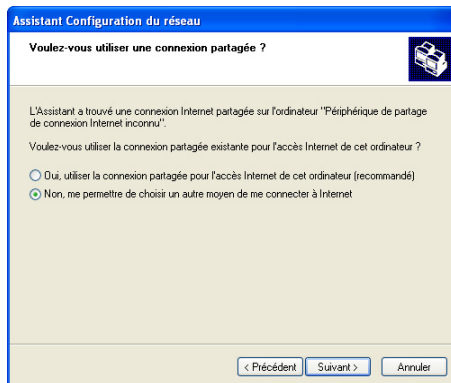 Assistant Configuration du réseau
Voulez-vous utiliser une connexion partagée ?
L'Assistant a trouvé une connexion Internet partagée sur l'ordinateur "Périphérique de partage
de connexion Internet inconnu".
Voulez-vous utiliser la connexion partagée existante pour l'accès Internet de cet ordinateur ?
Oui, utiliser la connexion partagée pour l'accès Internet de cet ordinateur (recommandé)
Non, me permettre de choisir un autre moyen de me connecter à Internet
< Précédent Suivant > Annuler